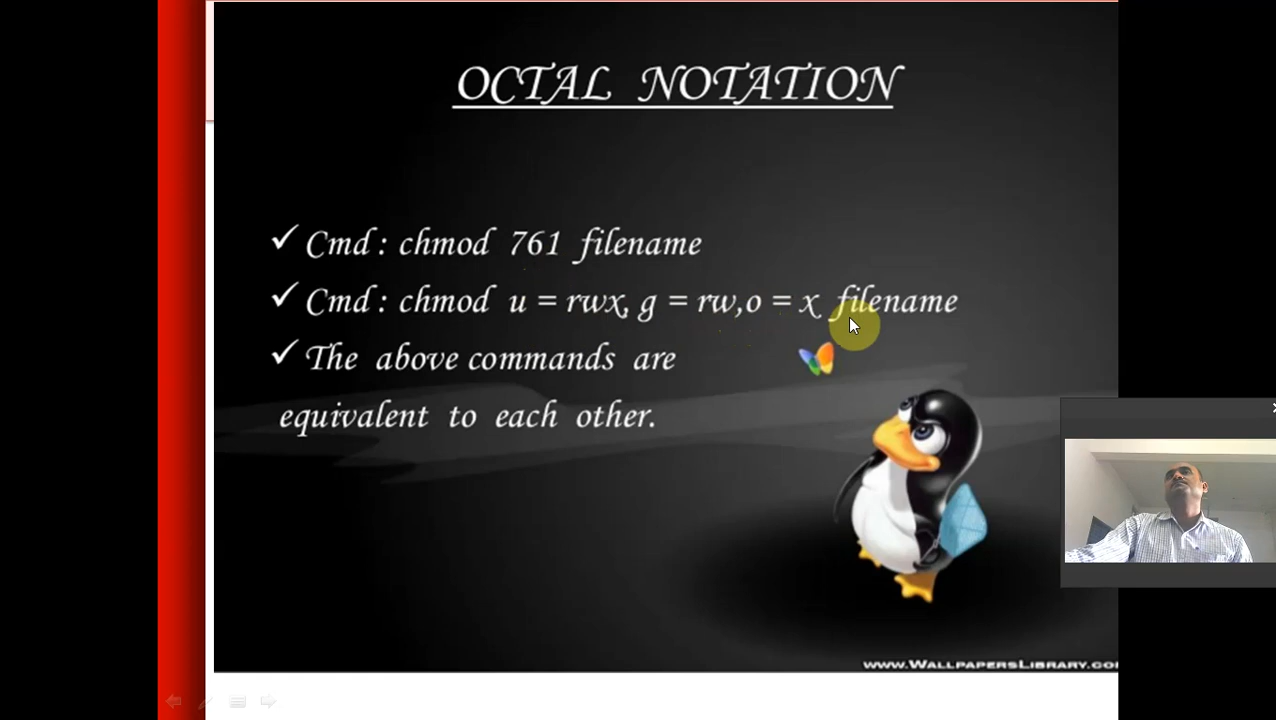 OCTAL NOTATION
Cmd : chmod 761 filename
Cmd : chmod u = rwx, g = rw,o = x filename
The above commands are
equivalent to each other.
www.WallpapersLibrary.com